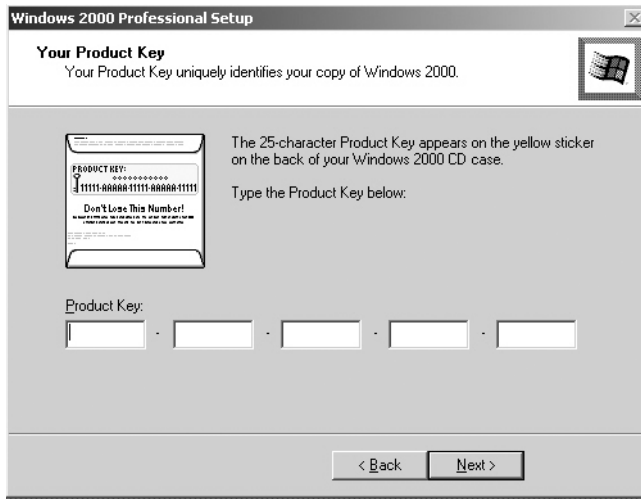 Windows 2000 Professional Setup
Your Product Key
Your Product Key uniquely identifies your copy of Windows 2000.
The 25-character Product Key appears on the yellow sticker
on the back of your Windows 2000 CD case.
Type the Product Key below:
PRODUCT KEY:
11111-AAAAA-11111-AAAAA-11111
Don't Lose This Number!
Product Key:
- - - -
< Back
Next >